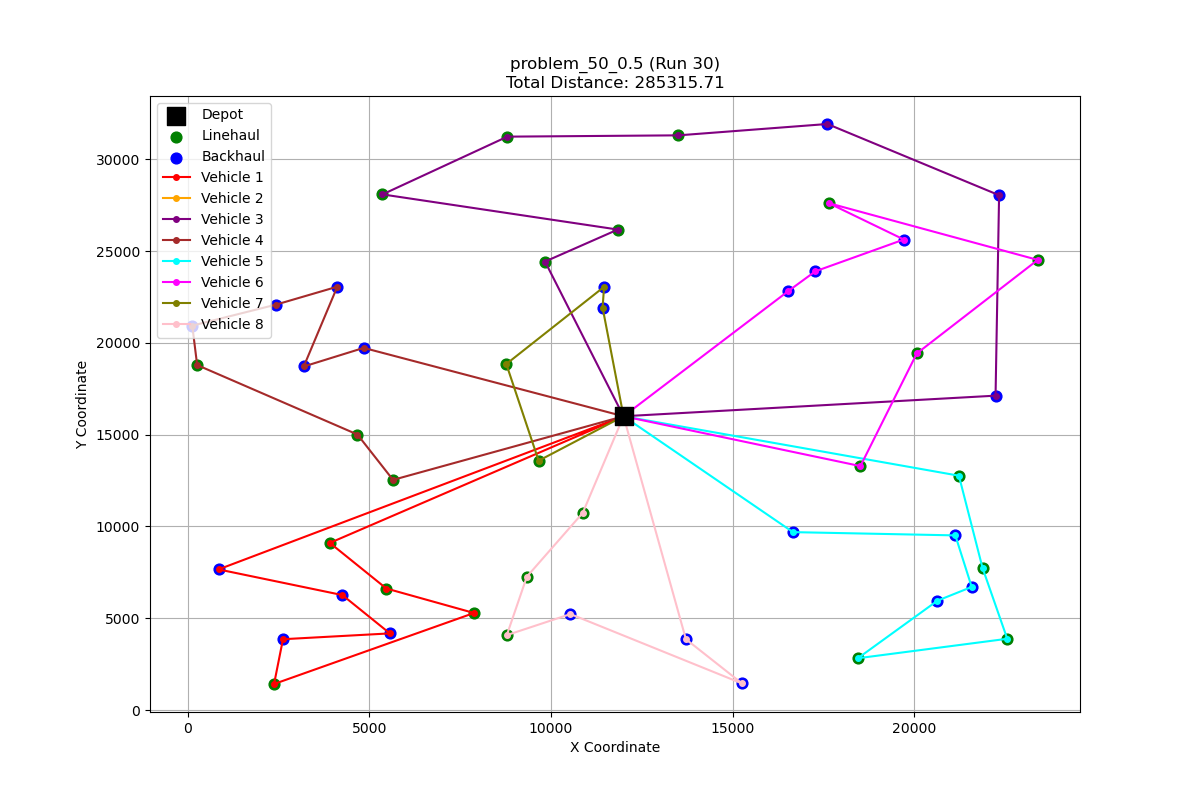 problem_50_0.5 (Run 30)
Total Distance: 285315.71
Depot
Linehaul
Backhaul
Vehicle 1
Vehicle 2
Vehicle 3
Vehicle 4
Vehicle 5
Vehicle 6
Vehicle 7
Vehicle 8
30000
25000
20000
15000
10000
5000
0
Y Coordinate
0 5000 10000 15000 20000
X Coordinate